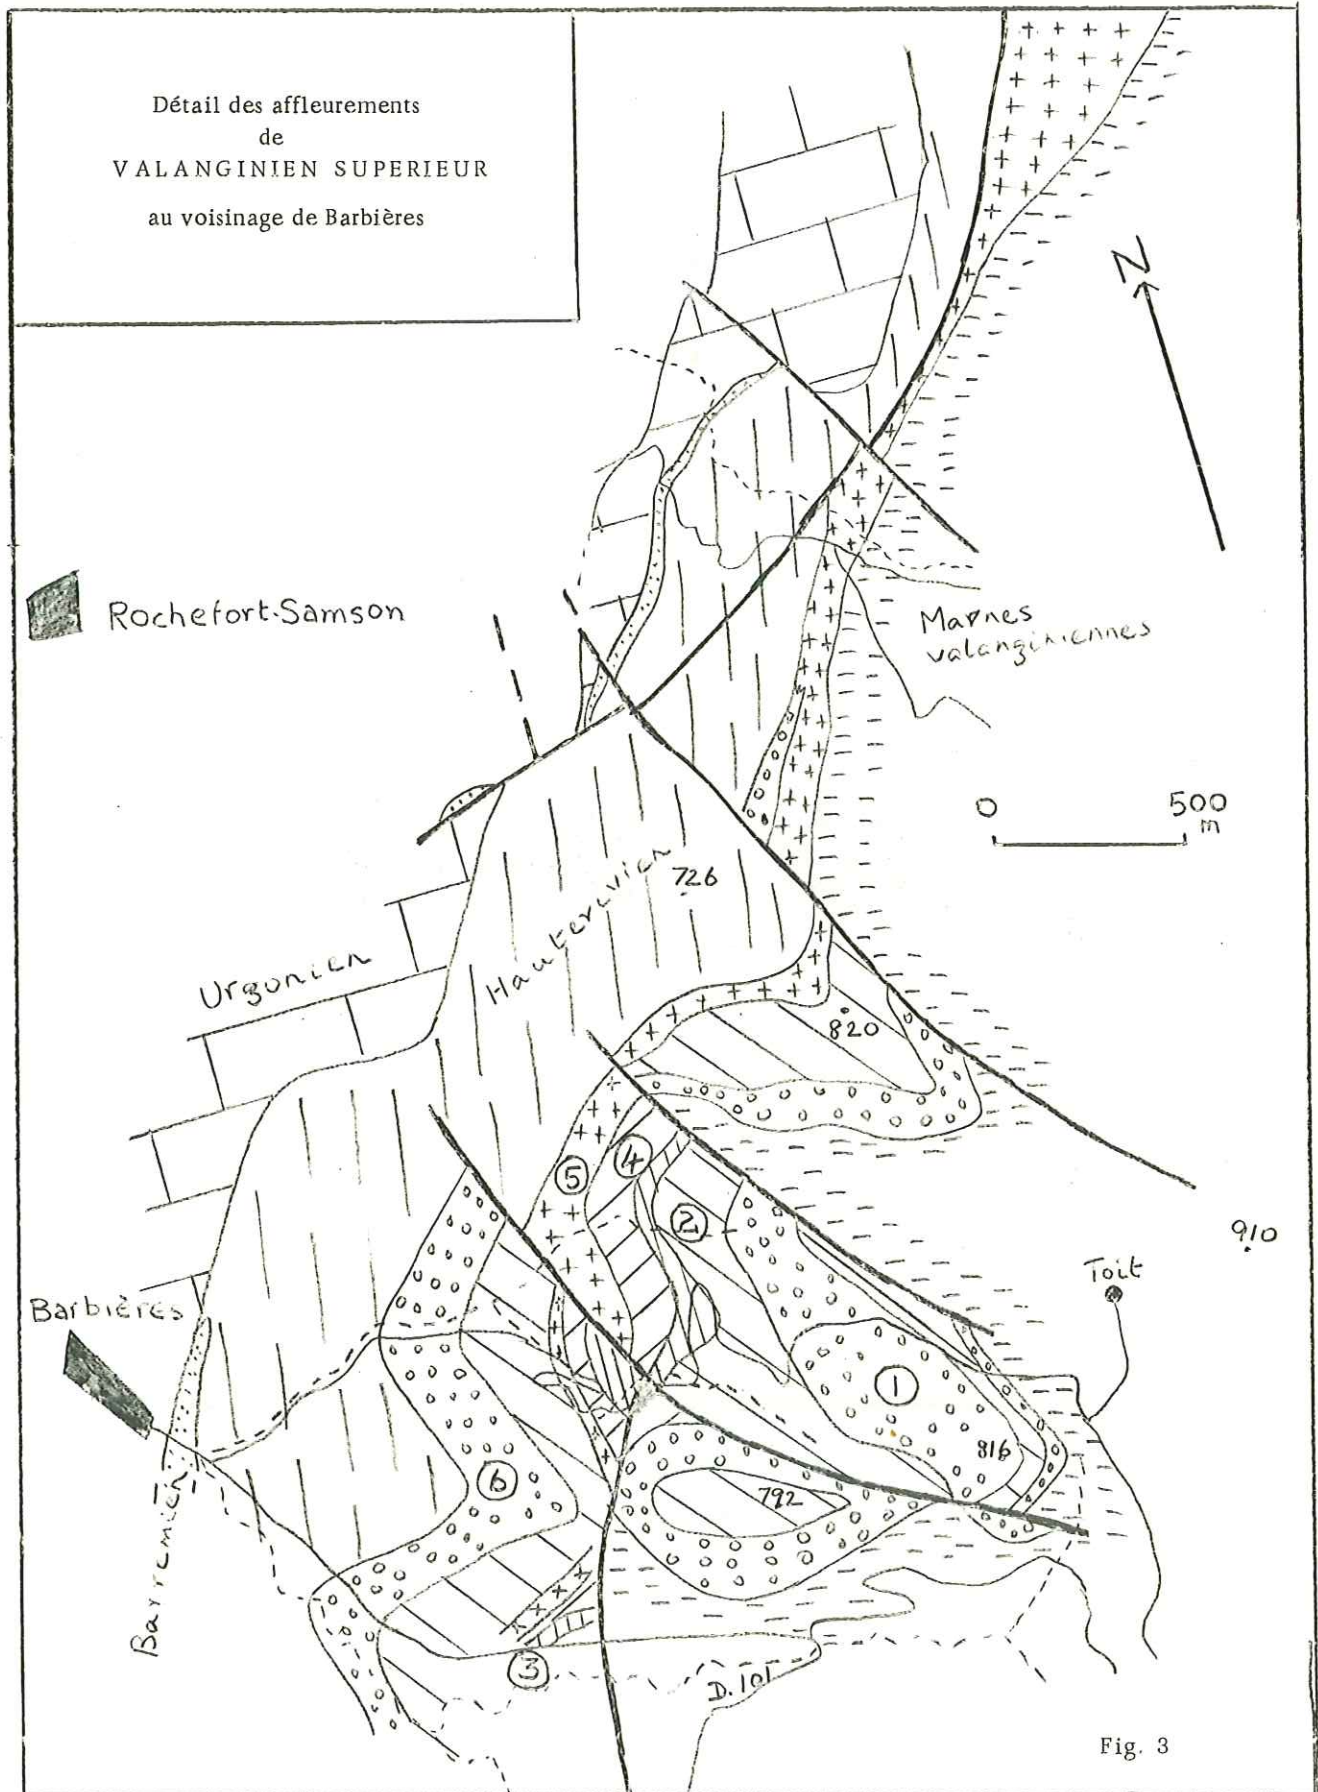 Détail des affleurements
de
VALANGINIEN SUPERIEUR
au voisinage de Barbières
N
Rochefort-Samson
Marnes
valanginiennes
0 500
m
726
Hauterivien
Urgonien
820
4
5
2
910
Toit
Barbières
1
816
6
792
Barremien
3
D.101
Fig. 3